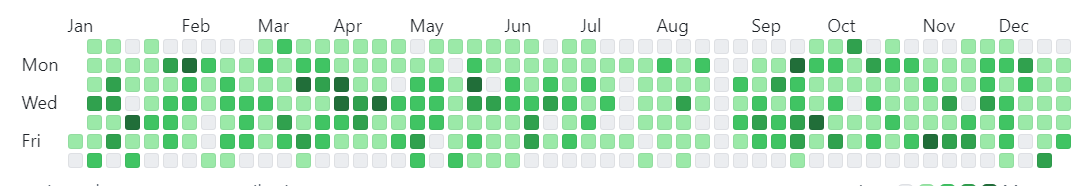 Jan Feb Mar Apr May Jun Jul Aug Sep Oct Nov Dec
Mon
Wed
Fri